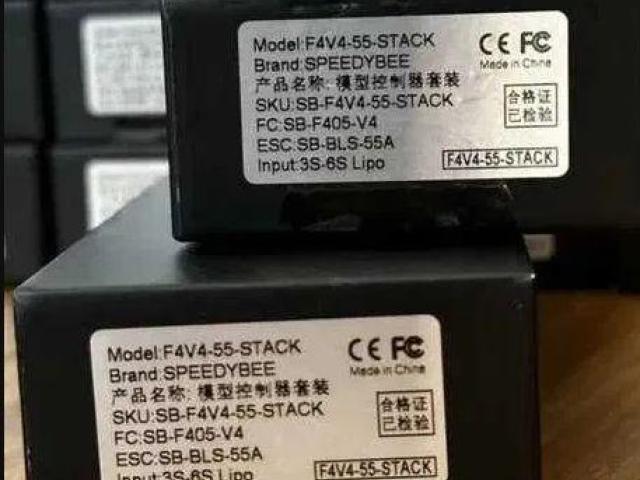 Model:F4V4-55-STACK
Brand:SPEEDYBEE
产品名称: 模型控制器套装
SKU:SB-F4V4-55-STACK
FC:SB-F405-V4
ESC:SB-BLS-55A
Input:3S-6S Lipo
CE FC
Made in China
合格证
已检验
F4V4-55-STACK
Model:F4V4-55-STACK
Brand:SPEEDYBEE
产品名称: 模型控制器套装
SKU:SB-F4V4-55-STACK
FC:SB-F405-V4
ESC:SB-BLS-55A
Input:3S-6S Lipo
CE FC
Made in China
合格证
已检验
F4V4-55-STACK